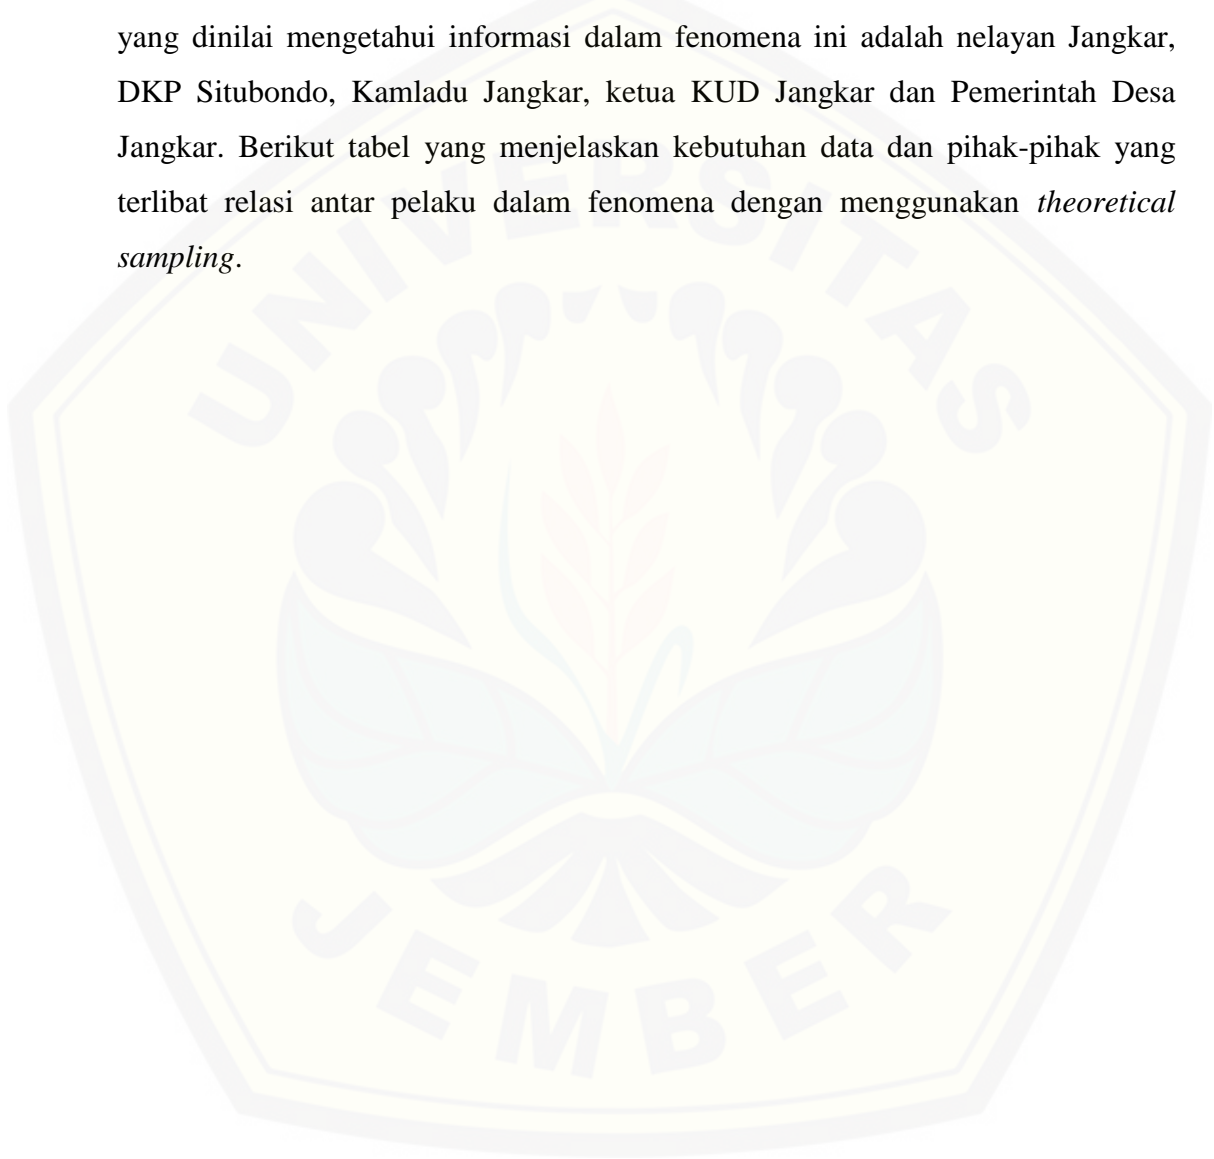 yang dinilai mengetahui informasi dalam fenomena ini adalah nelayan Jangkar,
DKP Situbondo, Kamladu Jangkar, ketua KUD Jangkar dan Pemerintah Desa
Jangkar. Berikut tabel yang menjelaskan kebutuhan data dan pihak-pihak yang
terlibat relasi antar pelaku dalam fenomena dengan menggunakan theoretical
sampling.
UNIVERSITAS
JEMBER